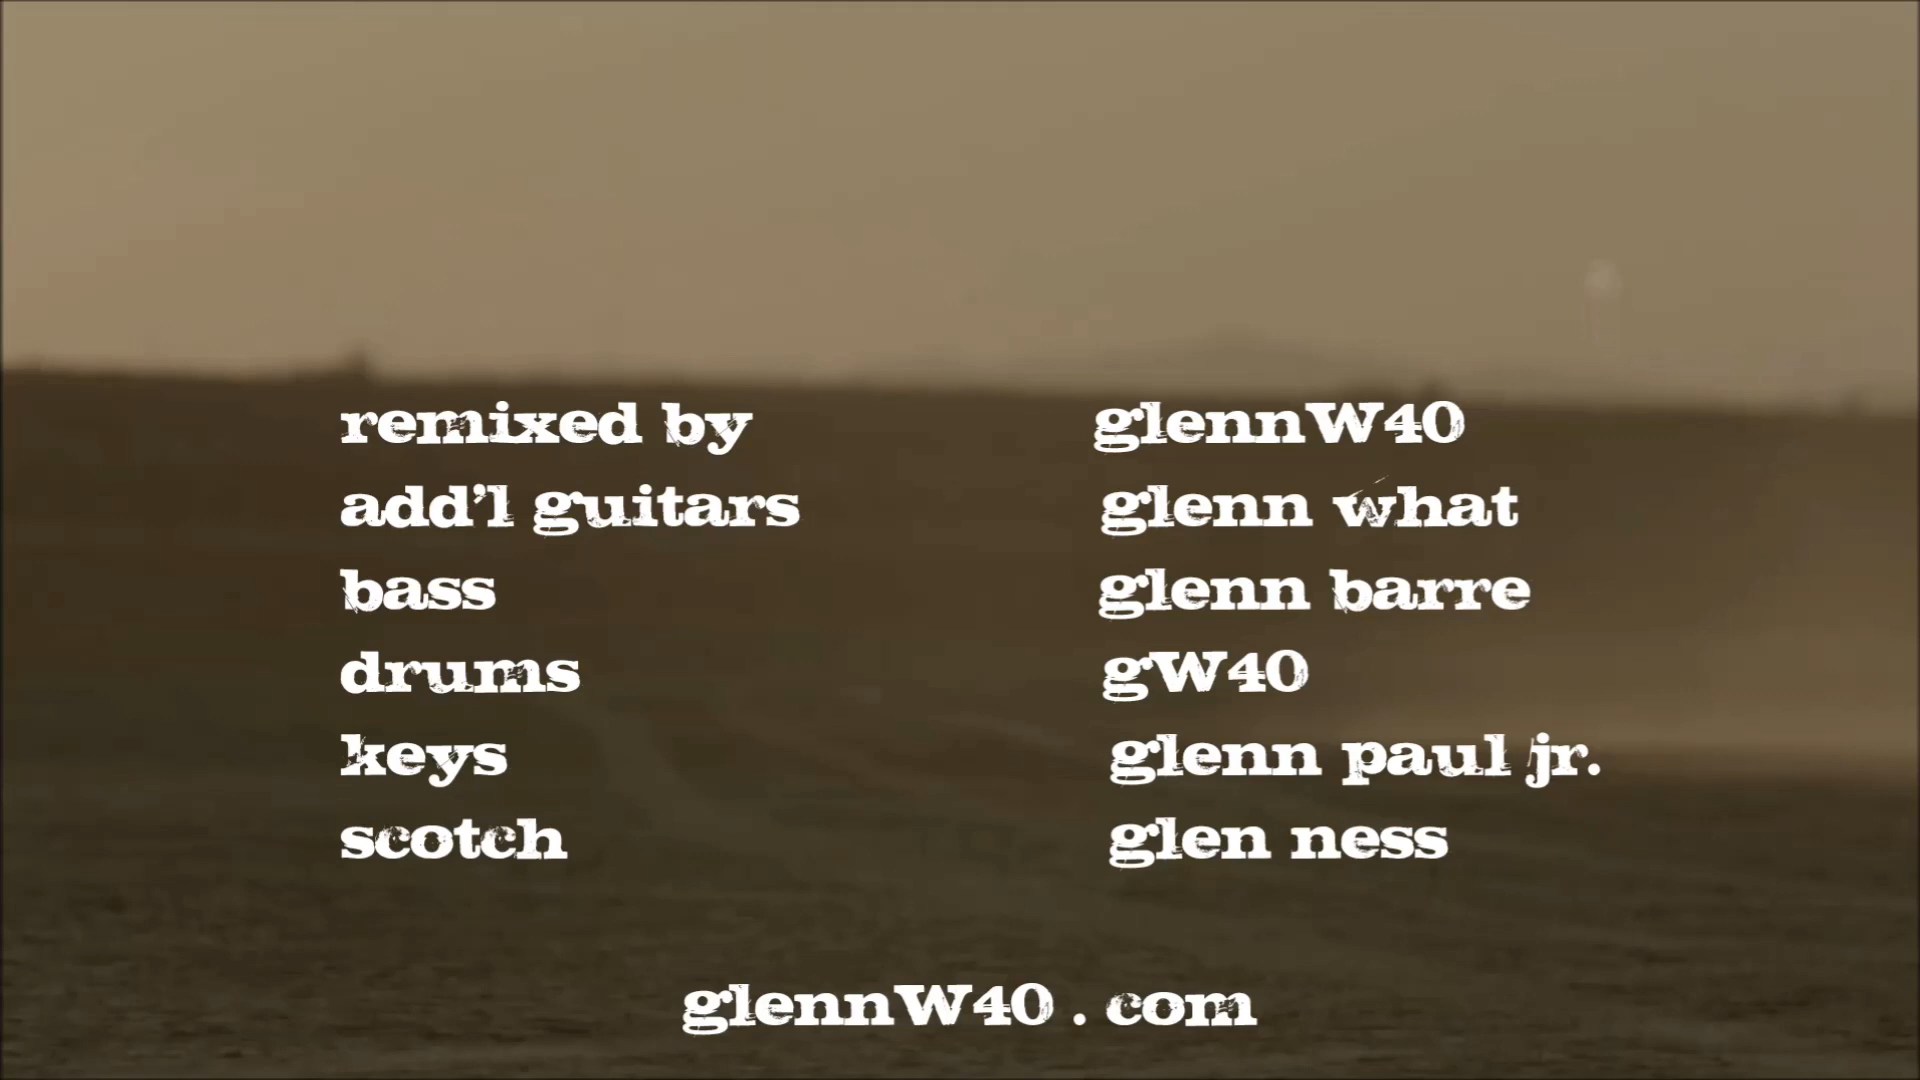 remixed by glennW40
add'l guitars glenn what
bass glenn barre
drums gW40
keys glenn paul jr.
scotch glen ness
glennW40 . com